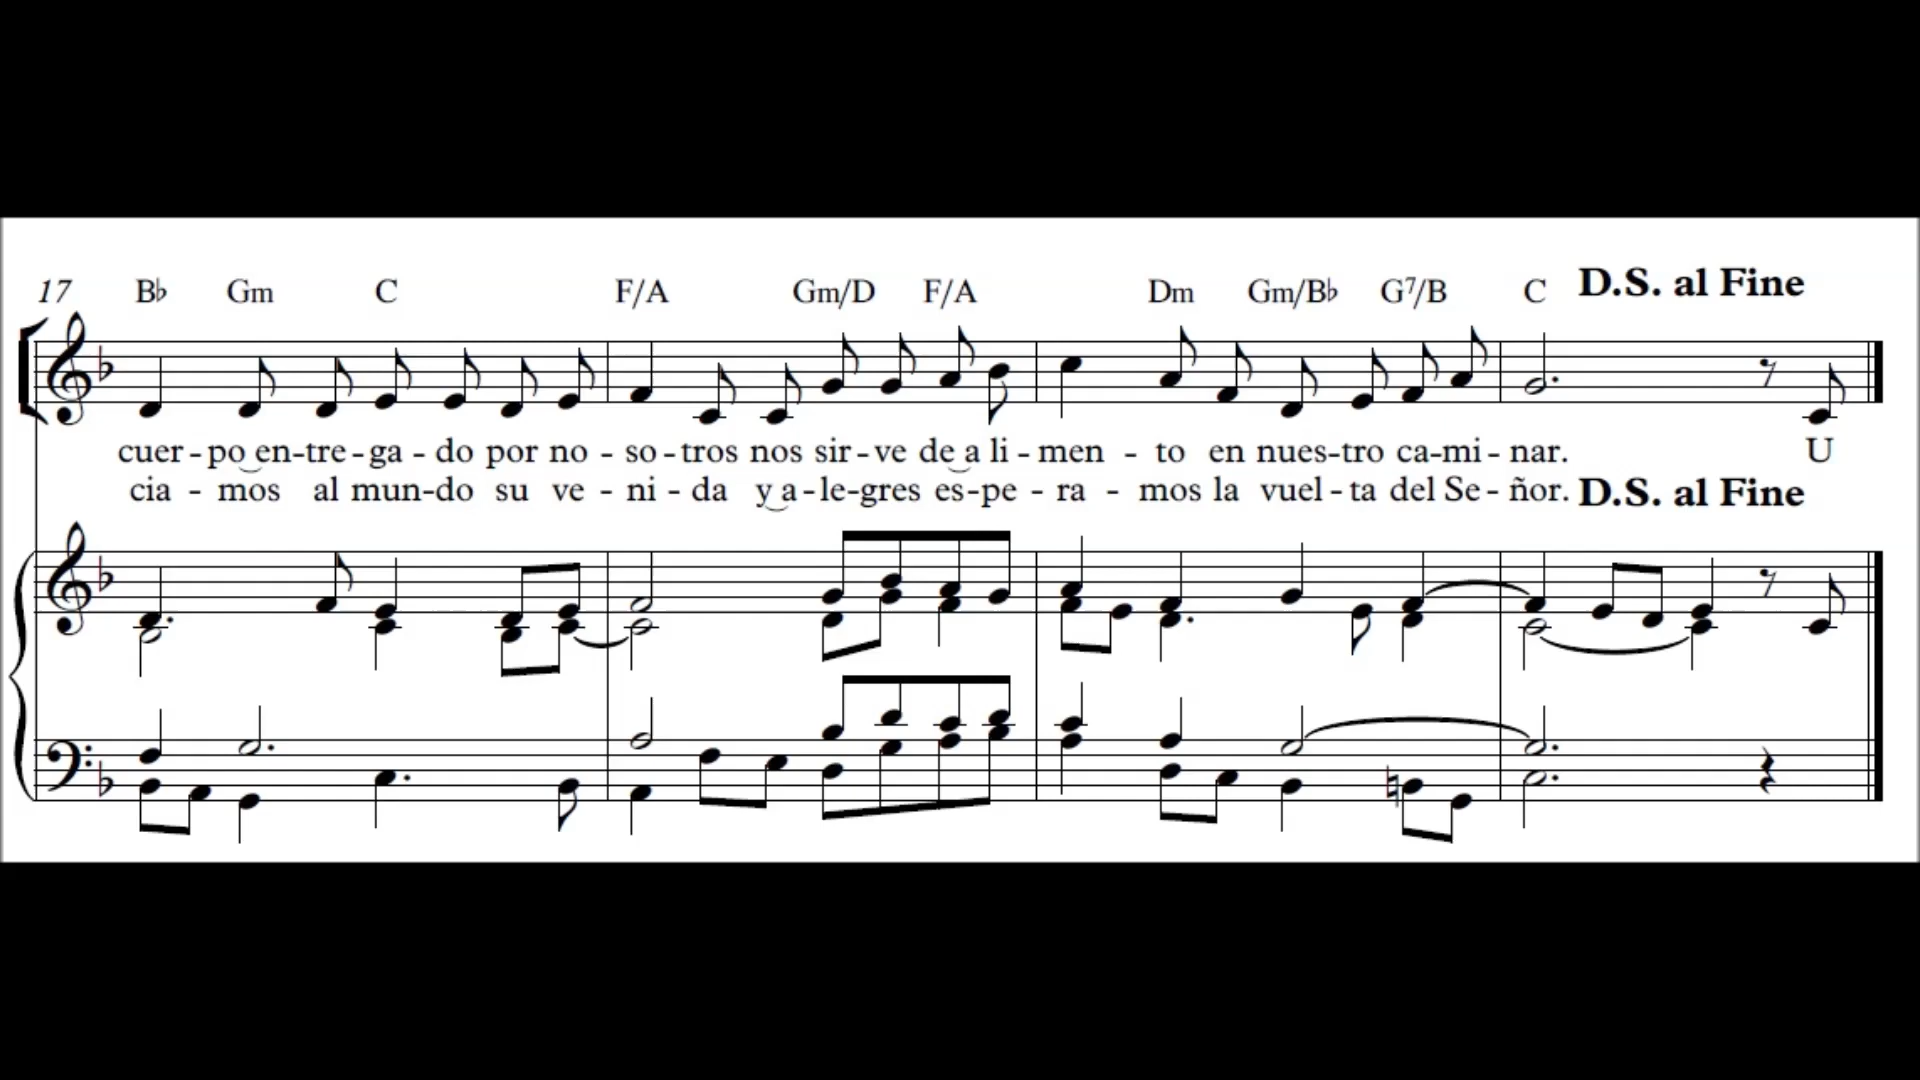 17 B♭ Gm C F/A Gm/D F/A Dm Gm/B♭ G7/B C D.S. al Fine
cuer - po en - tre - ga - do por no - so - tros nos sir - ve de a li - men - to en nues - tro ca - mi - nar. U
cia - mos al mun - do su ve - ni - da y a - le - gres es - pe - ra - mos la vuel - ta del Se - ñor. D.S. al Fine